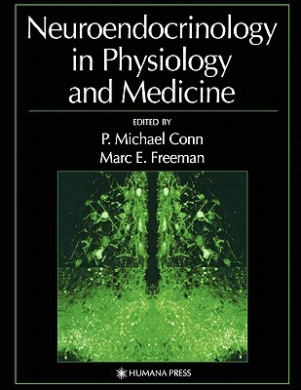 Neuroendocrinology
in Physiology
and Medicine
EDITED BY
P. Michael Conn
Marc E. Freeman
HUMANA PRESS